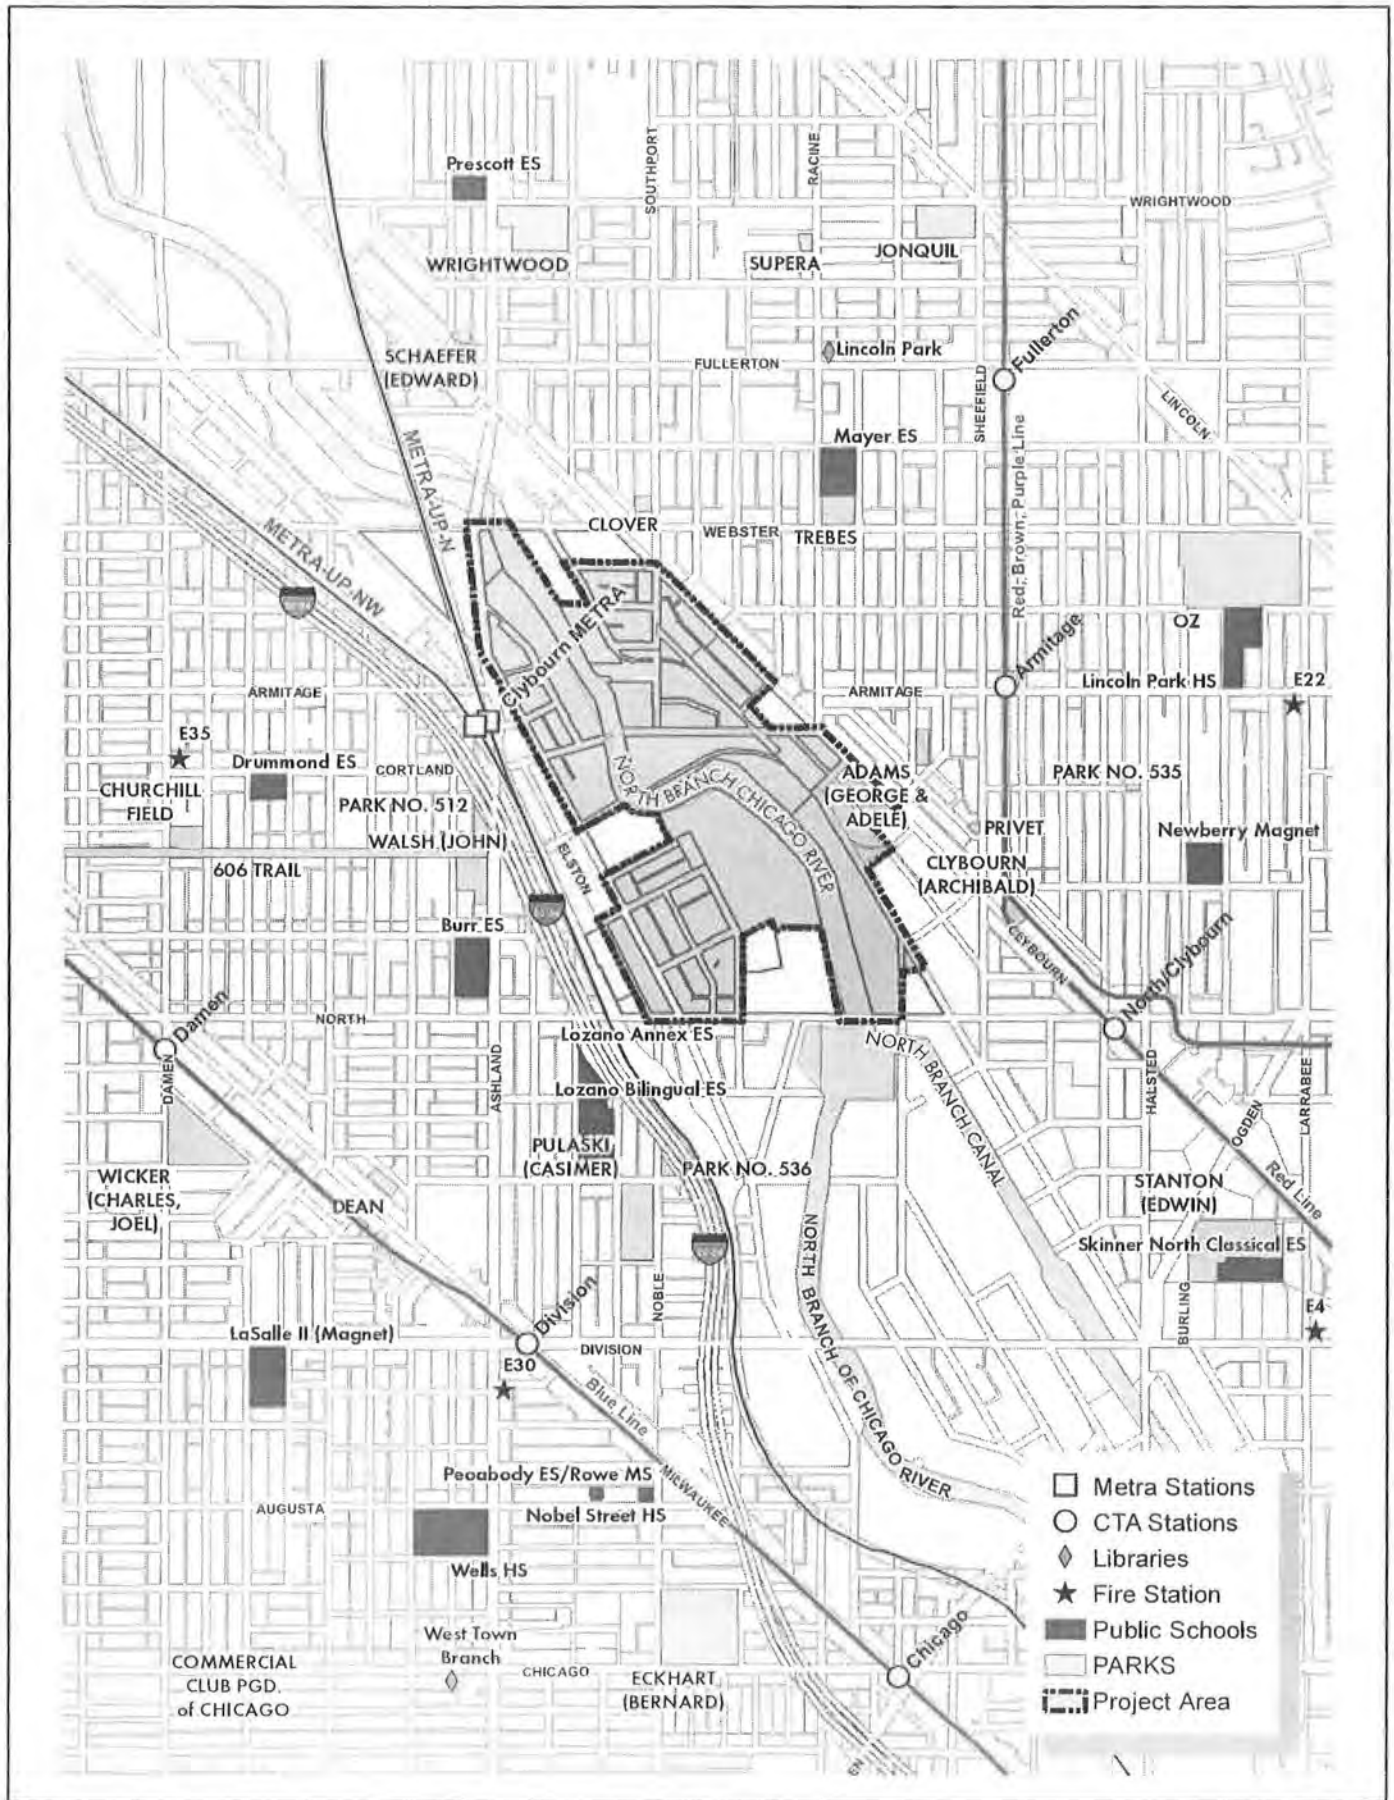 Prescott ES
SOUTHPORT
RACINE
WRIGHTWOOD
WRIGHTWOOD
SUPERA
JONQUIL
SCHAEFER
(EDWARD)
FULLERTON
Lincoln Park
Fullerton
SHEFFIELD
LINCOLN
METRA-UP-N
Mayer ES
Red, Brown, Purple Line
METRA-UP-NW
CLOVER
WEBSTER
TREBES
OZ
Clybourn METRA
Armitage
ARMITAGE
ARMITAGE
Lincoln Park HS
E22
E35
Drummond ES
CORTLAND
CHURCHILL
FIELD
PARK NO. 512
WALSH (JOHN)
NORTH BRANCH CHICAGO RIVER
ADAMS
(GEORGE &
ADELE)
PARK NO. 535
PRIVET
Newberry Magnet
606 TRAIL
ELSTON
CLYBOURN
(ARCHIBALD)
Burr ES
CLYBOURN
North/Clybourn
Damen
DAMEN
NORTH
Lozano Annex ES
NORTH BRANCH CANAL
ASHLAND
Lozano Bilingual ES
HALSTED
OGDEN
LARRABEE
PULASKI
(CASIMER)
PARK NO. 536
WICKER
(CHARLES,
JOEL)
DEAN
STANTON
(EDWIN)
Red Line
Skinner North Classical ES
NORTH BRANCH OF CHICAGO RIVER
NOBLE
BURLING
E4
Division
LaSalle II (Magnet)
DIVISION
E30
Blue Line
Peoabody ES/Rowe MS
MILWAUKEE
AUGUSTA
Nobel Street HS
Wells HS
West Town
Branch
COMMERCIAL
CLUB PGD.
of CHICAGO
CHICAGO
ECKHART
(BERNARD)
Chicago
Metra Stations
CTA Stations
Libraries
Fire Station
Public Schools
PARKS
Project Area